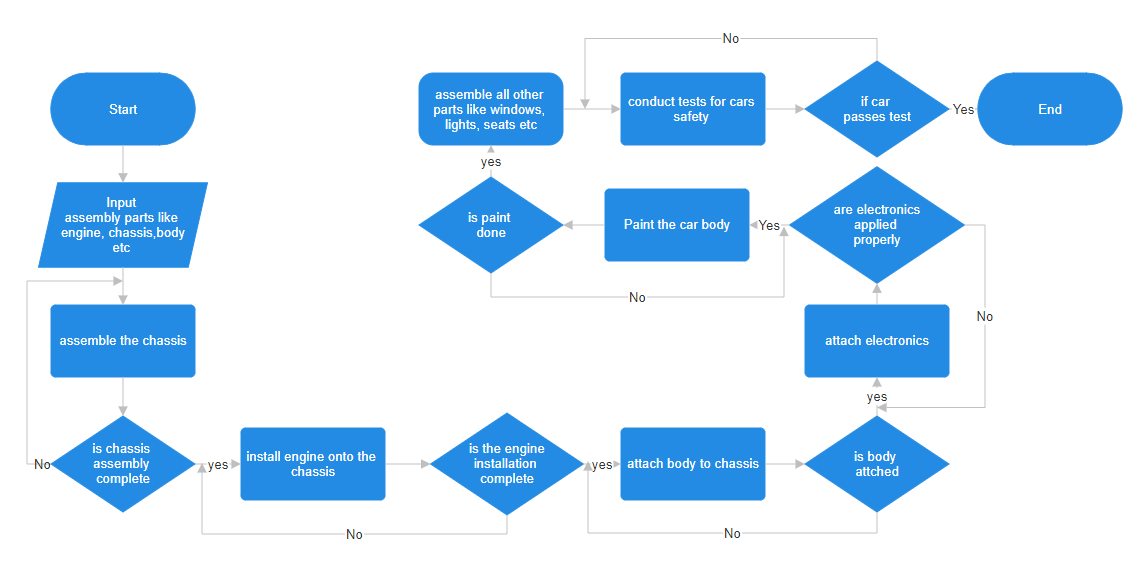 Start
Input
assembly parts like
engine, chassis,body
etc
assemble the chassis
is chassis
assembly
complete
No
yes
install engine onto the
chassis
is the engine
installation
complete
No
yes
attach body to chassis
is body
attched
No
yes
attach electronics
are electronics
applied
properly
No
Yes
Paint the car body
is paint
done
No
yes
assemble all other
parts like windows,
lights, seats etc
conduct tests for cars
safety
if car
passes test
No
Yes
End